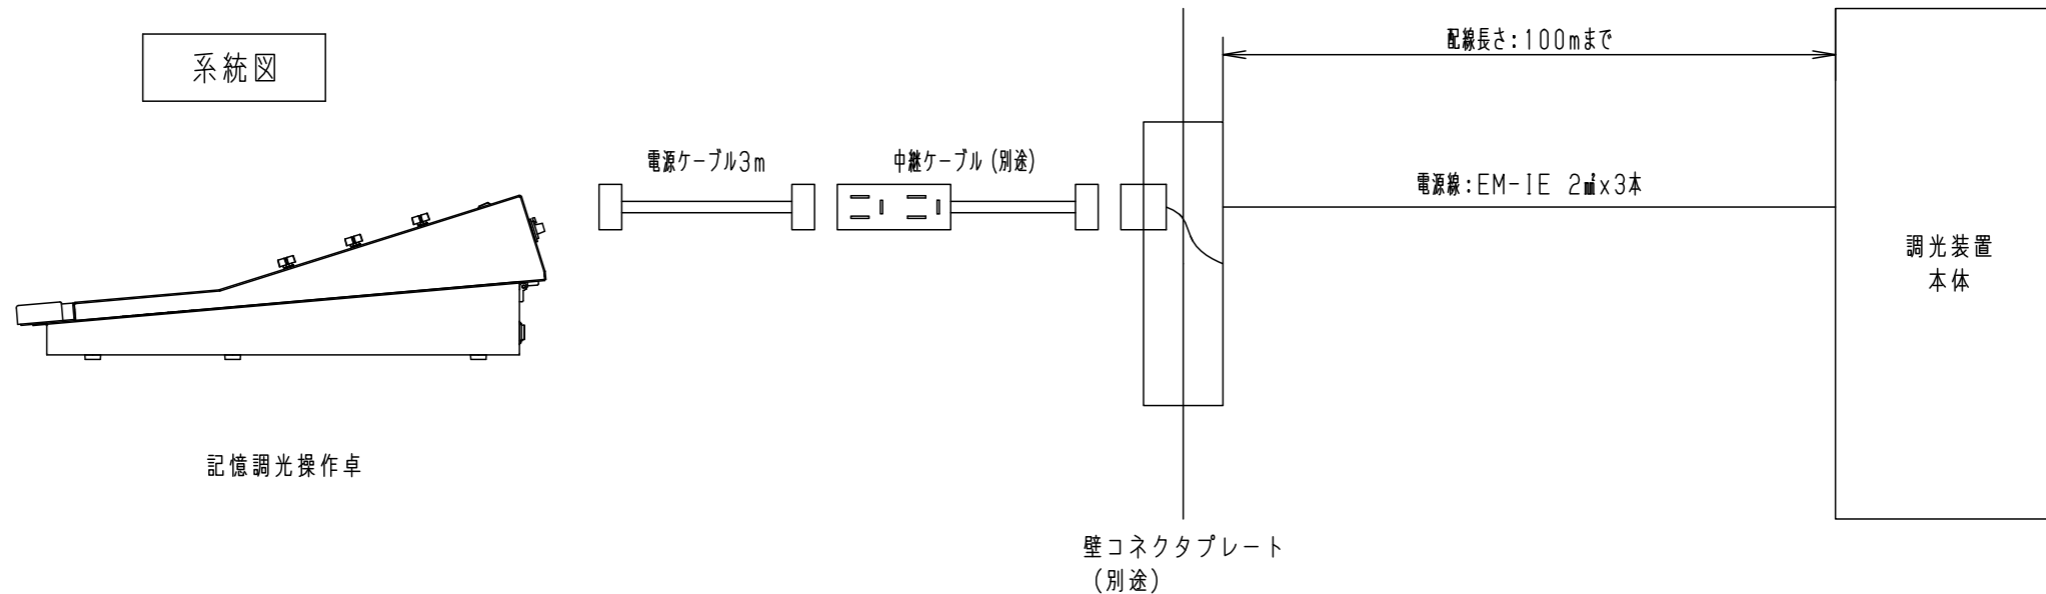 系統図
配線長さ:100mまで
電源ケーブル3m
中継ケーブル(別途)
電源線:EM-IE 2㎟x3本
調光装置
本体
記憶調光操作卓
壁コネクタプレート
(別途)